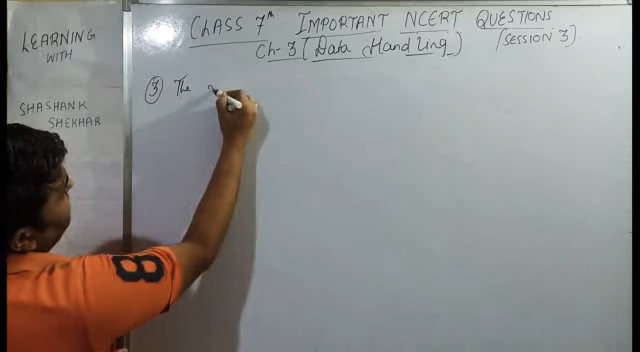 CLASS 7th IMPORTANT NCERT QUESTIONS
Ch-3 (Data Handling) (SESSION 3)
LEARNING
WITH
SHASHANK
SHEKHAR
③ The
8